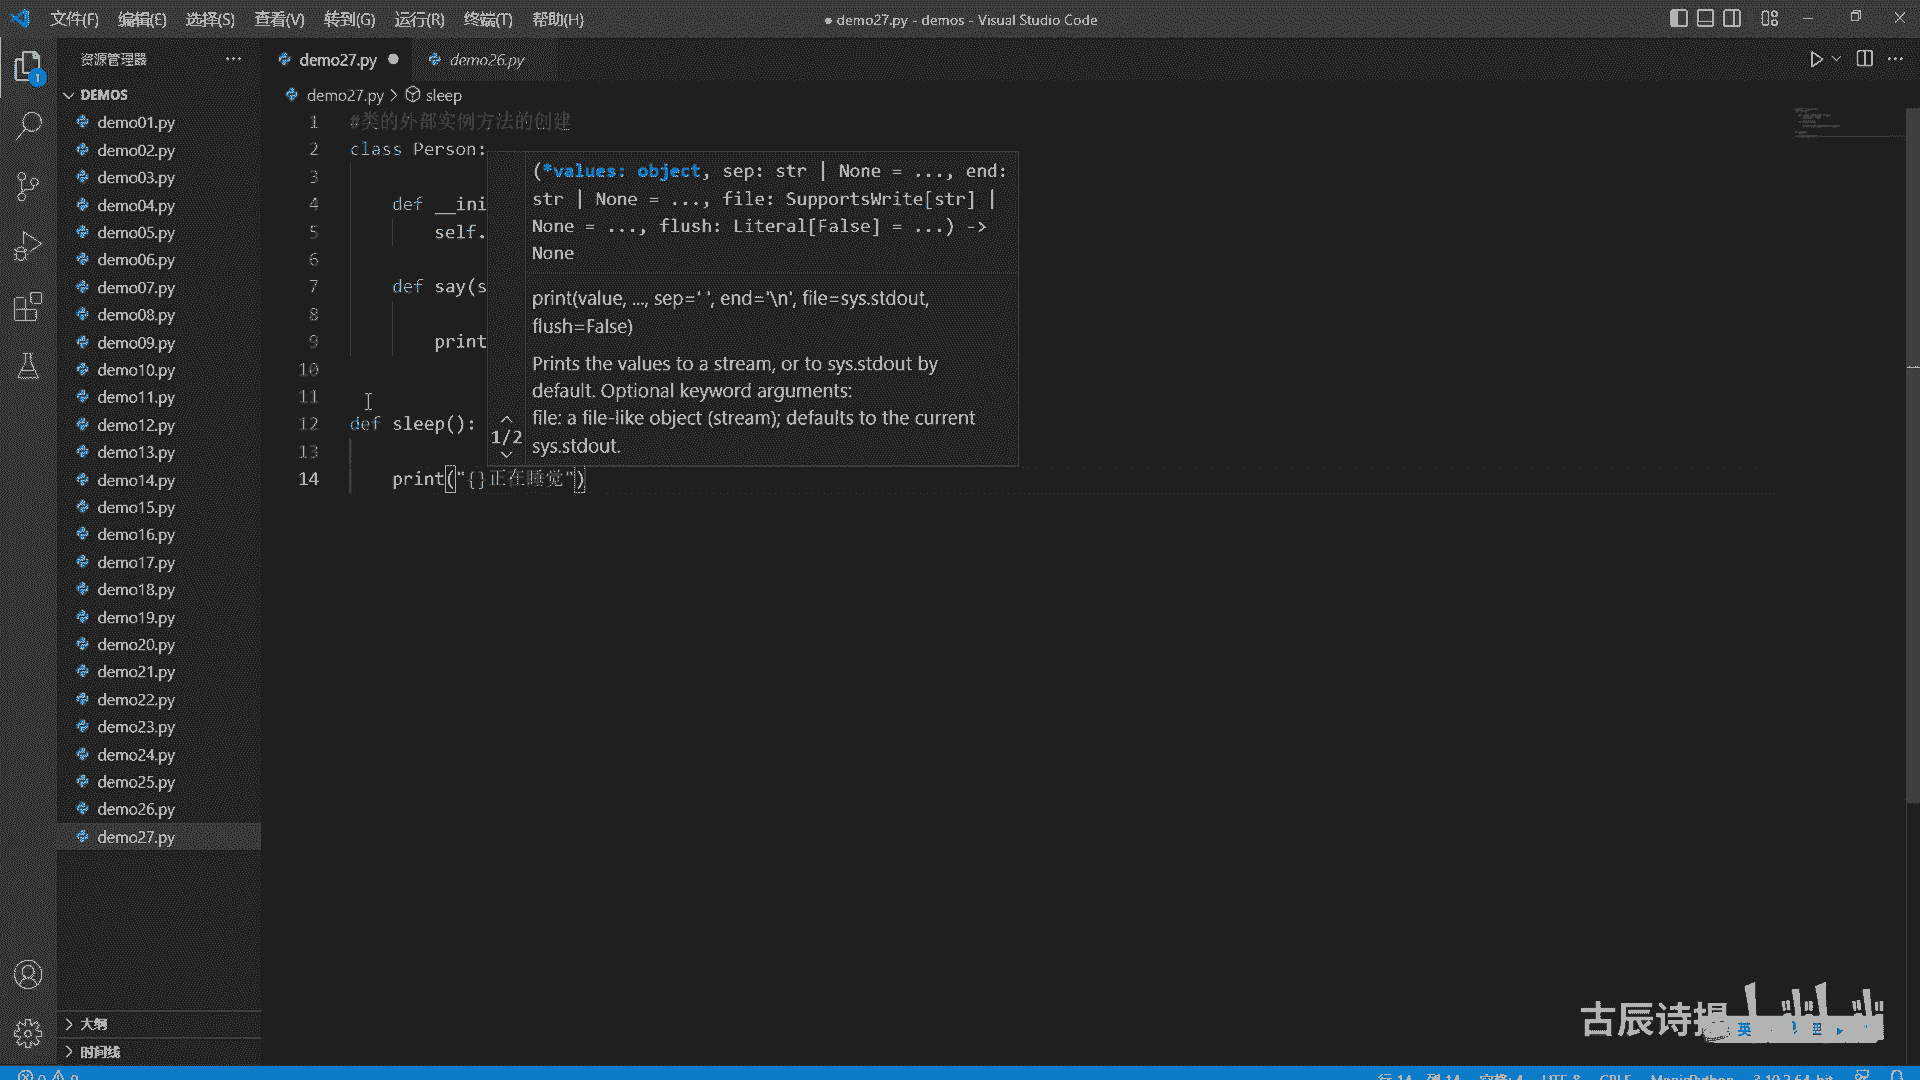 文件(F) 编辑(E) 选择(S) 查看(V) 转到(G) 运行(R) 终端(T) 帮助(H)
● demo27.py - demos - Visual Studio Code
资源管理器
demo27.py
demo26.py
DEMOS
demo27.py > sleep
demo01.py
demo02.py
demo03.py
demo04.py
demo05.py
demo06.py
demo07.py
demo08.py
demo09.py
demo10.py
demo11.py
demo12.py
demo13.py
demo14.py
demo15.py
demo16.py
demo17.py
demo18.py
demo19.py
demo20.py
demo21.py
demo22.py
demo23.py
demo24.py
demo25.py
demo26.py
demo27.py
大纲
时间线
1
1 #类的外部实例方法的创建
2 class Person:
3
4 def __ini
5 self.
6
7 def say(s
8
9 print
10
11
12 def sleep():
13
14 print("{}正在睡觉")
(*values: object, sep: str | None = ..., end:
str | None = ..., file: SupportsWrite[str] |
None = ..., flush: Literal[False] = ...) ->
None
print(value, ..., sep=' ', end='\n', file=sys.stdout,
flush=False)
Prints the values to a stream, or to sys.stdout by
default. Optional keyword arguments:
file: a file-like object (stream); defaults to the current
sys.stdout.
1/2
古辰诗
英